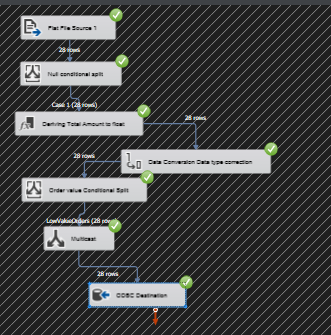 Flat File Source 1
28 rows
Null conditional split
Case 1 (28 rows)
Deriving Total Amount to float
28 rows
28 rows
Data Conversion Data type correction
Order value Conditional Split
LowValueOrders (28 rows)
Multicast
28 rows
ODBC Destination